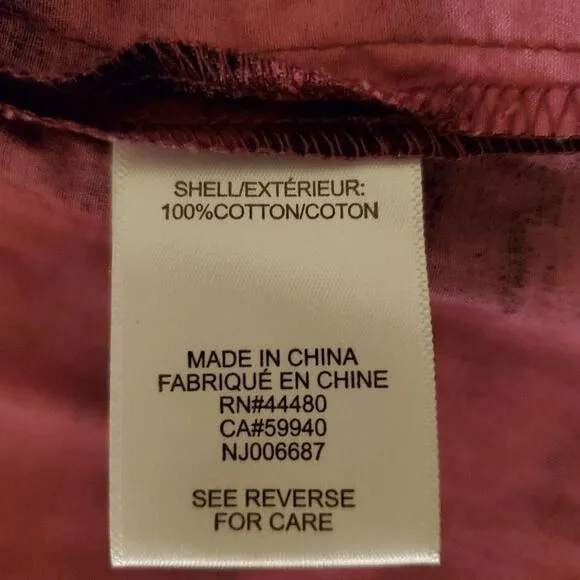 SHELL/EXTÉRIEUR:
100%COTTON/COTON
MADE IN CHINA
FABRIQUÉ EN CHINE
RN#44480
CA#59940
NJ006687
SEE REVERSE
FOR CARE